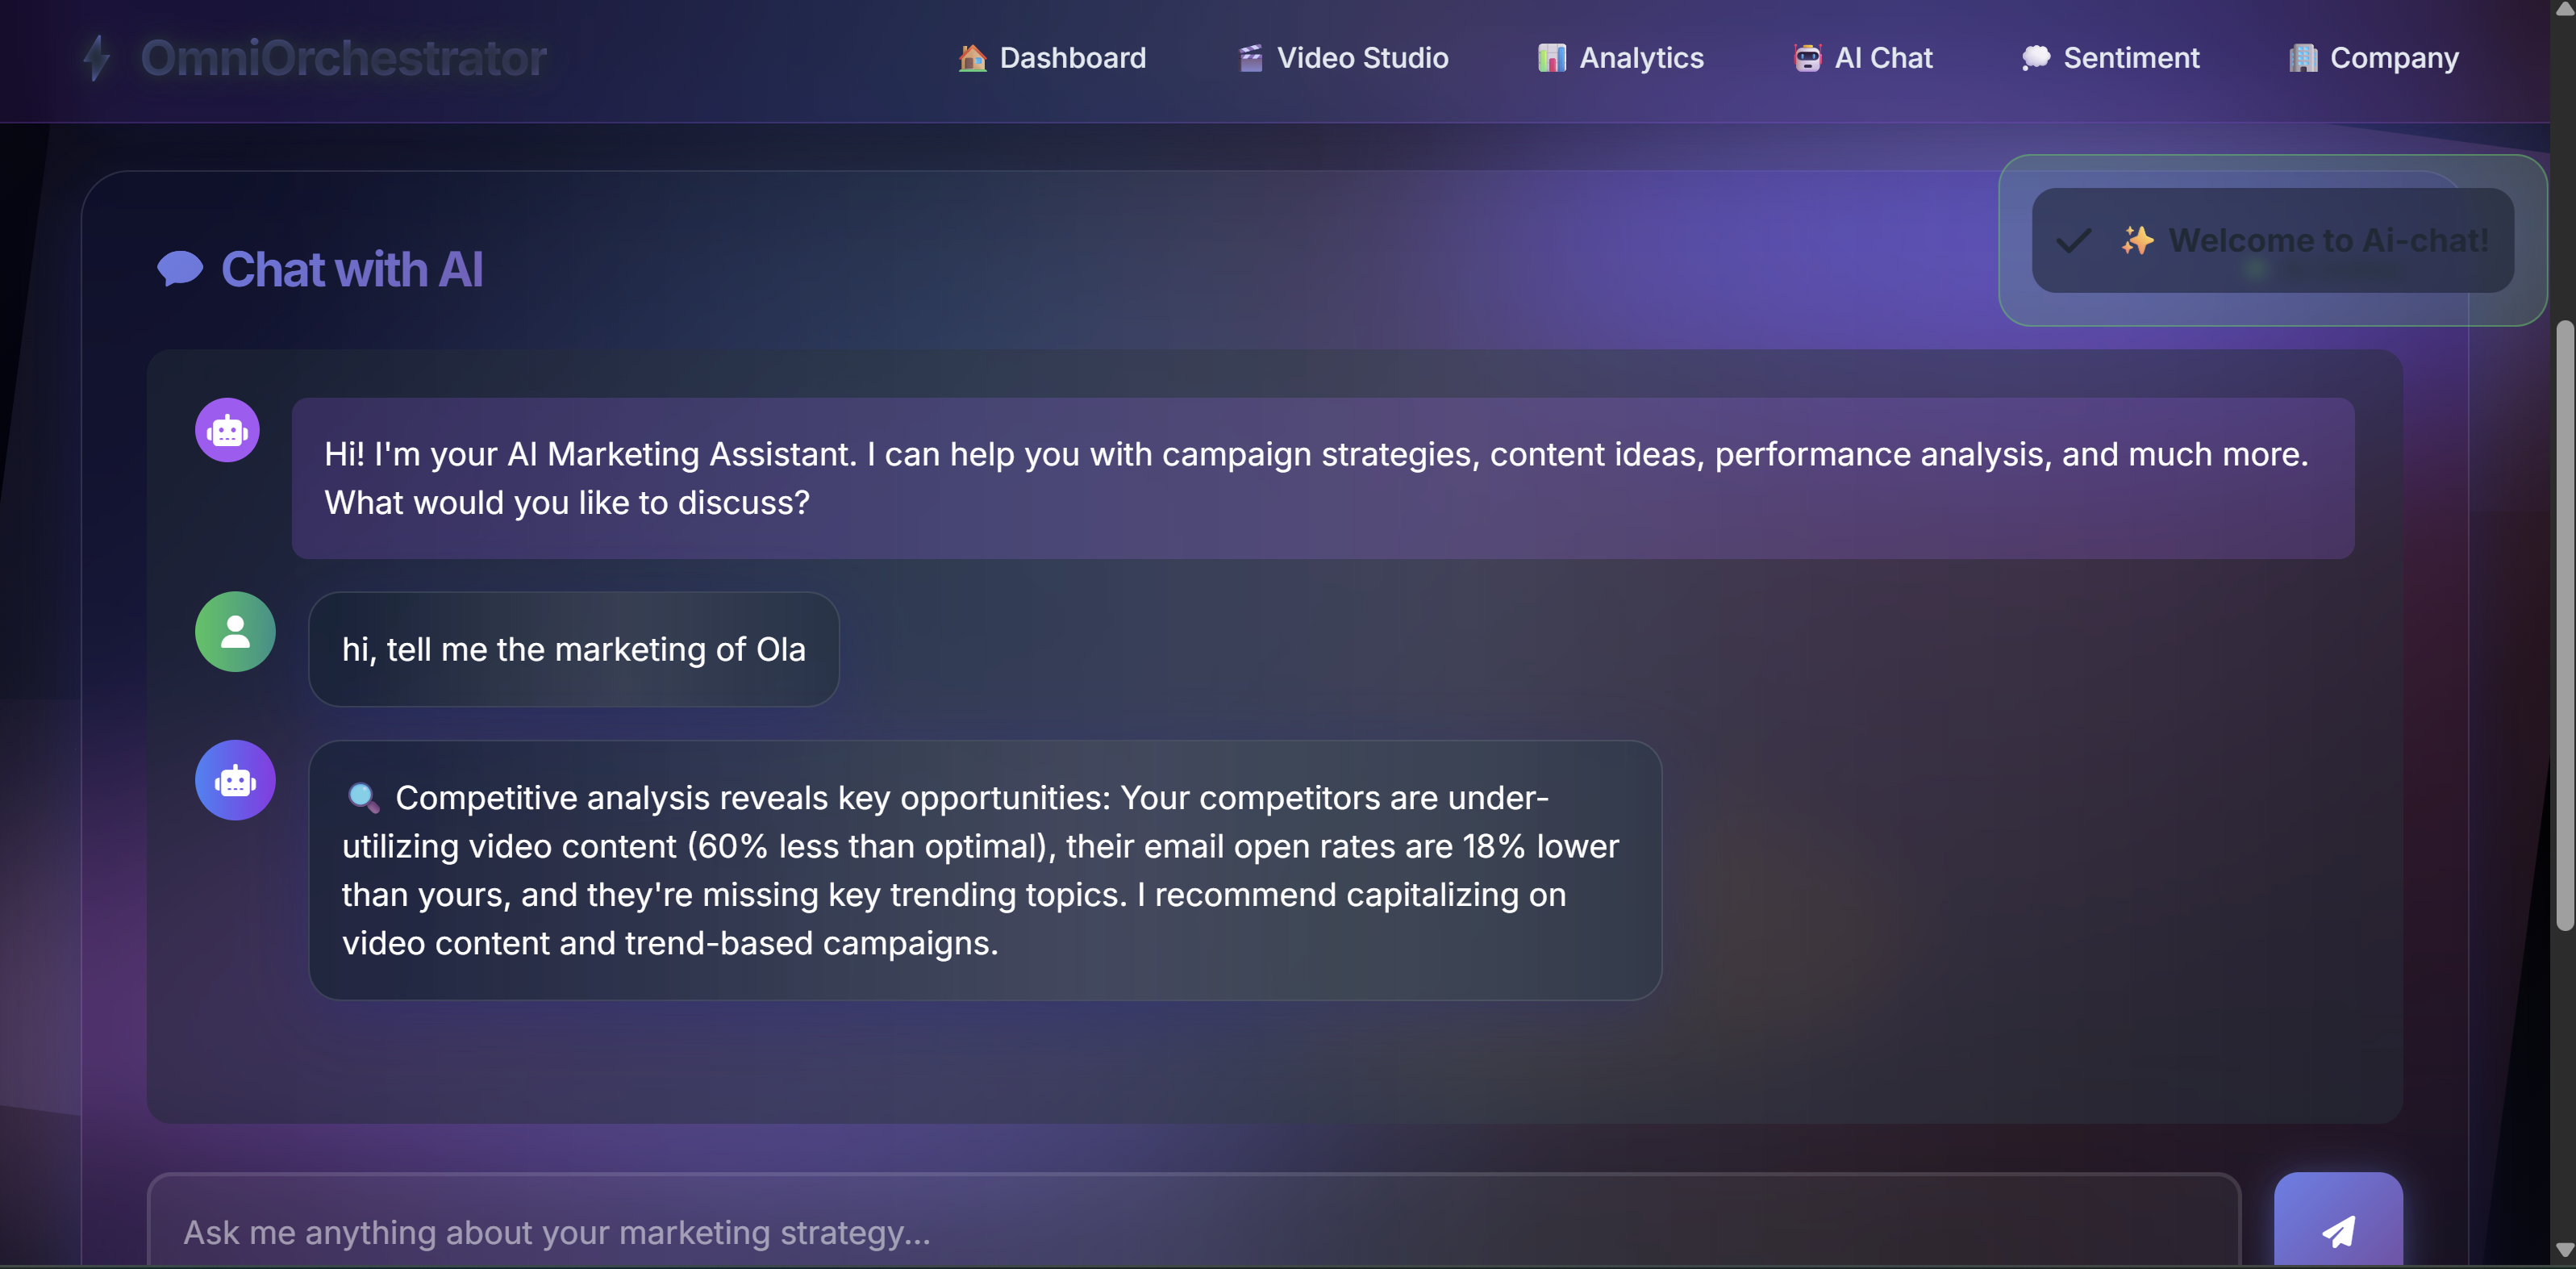 OmniOrchestrator
Dashboard
Video Studio
Analytics
AI Chat
Sentiment
Company
Welcome to Ai-chat!
Chat with AI
Hi! I'm your AI Marketing Assistant. I can help you with campaign strategies, content ideas, performance analysis, and much more.
What would you like to discuss?
hi, tell me the marketing of Ola
Competitive analysis reveals key opportunities: Your competitors are under-
utilizing video content (60% less than optimal), their email open rates are 18% lower
than yours, and they're missing key trending topics. I recommend capitalizing on
video content and trend-based campaigns.
Ask me anything about your marketing strategy...